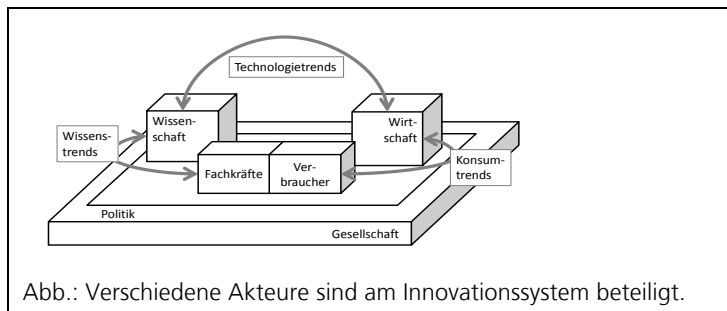 Technologietrends
Wissen-
schaft
Wirt-
schaft
Wissens-
trends
Fachkräfte
Ver-
braucher
Konsum-
trends
Politik
Gesellschaft
Abb.: Verschiedene Akteure sind am Innovationssystem beteiligt.